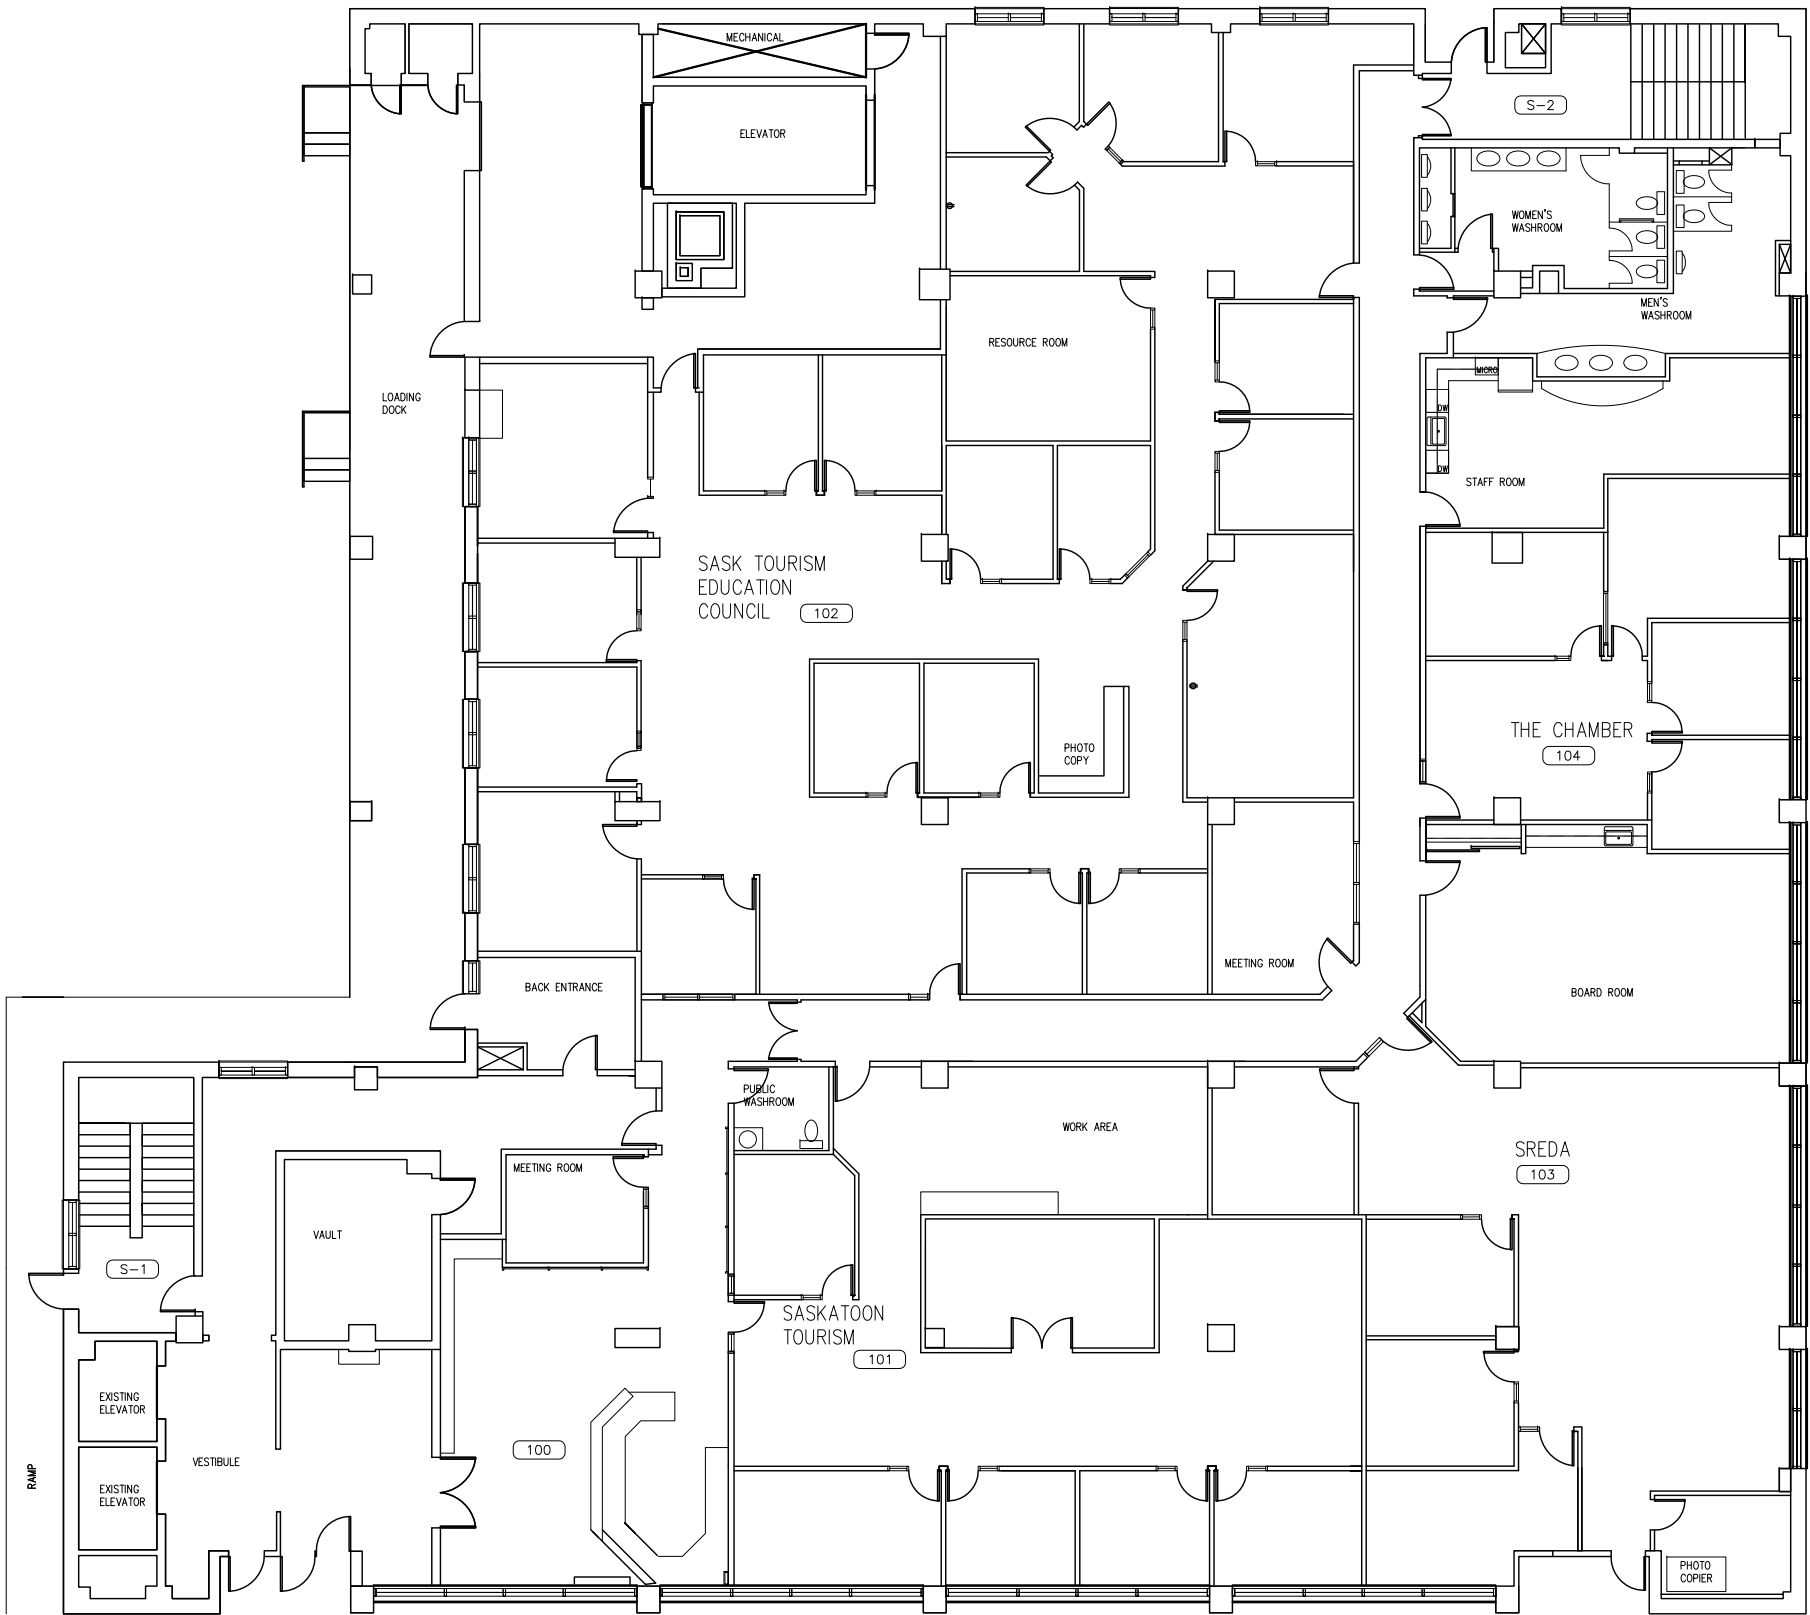 MECHANICAL
S-2
ELEVATOR
WOMEN'S
WASHROOM
MEN'S
WASHROOM
RESOURCE ROOM
MICRO
LOADING
DOCK
DW
DW
STAFF ROOM
SASK TOURISM
EDUCATION
COUNCIL 102
THE CHAMBER
104
PHOTO
COPY
MEETING ROOM
BACK ENTRANCE
BOARD ROOM
PUBLIC
WASHROOM
WORK AREA
SREDA
103
MEETING ROOM
VAULT
S-1
SASKATOON
TOURISM
101
EXISTING
ELEVATOR
100
VESTIBULE
RAMP
EXISTING
ELEVATOR
PHOTO
COPIER